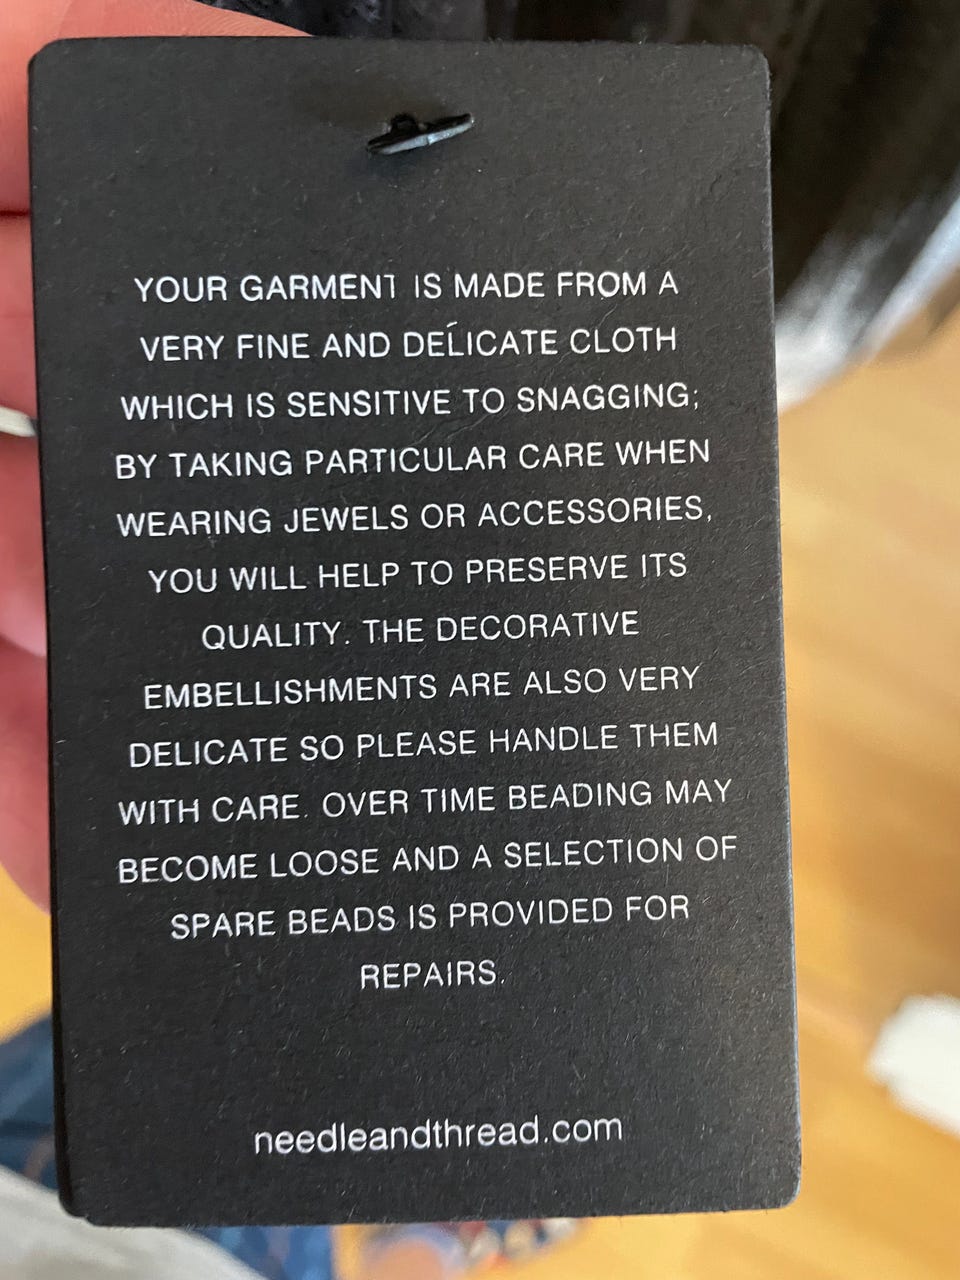 YOUR GARMENT IS MADE FROM A
VERY FINE AND DELICATE CLOTH
WHICH IS SENSITIVE TO SNAGGING;
BY TAKING PARTICULAR CARE WHEN
WEARING JEWELS OR ACCESSORIES,
YOU WILL HELP TO PRESERVE ITS
QUALITY. THE DECORATIVE
EMBELLISHMENTS ARE ALSO VERY
DELICATE SO PLEASE HANDLE THEM
WITH CARE. OVER TIME BEADING MAY
BECOME LOOSE AND A SELECTION OF
SPARE BEADS IS PROVIDED FOR
REPAIRS.
needleandthread.com